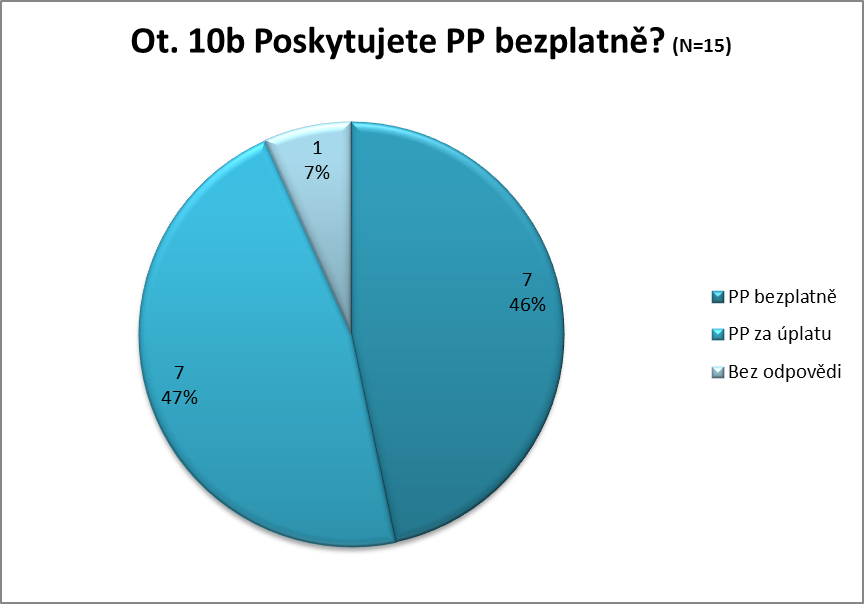 Ot. 10b Poskytujete PP bezplatně? (N=15)
1
7%
7
46%
7
47%
PP bezplatně
PP za úplatu
Bez odpovědi